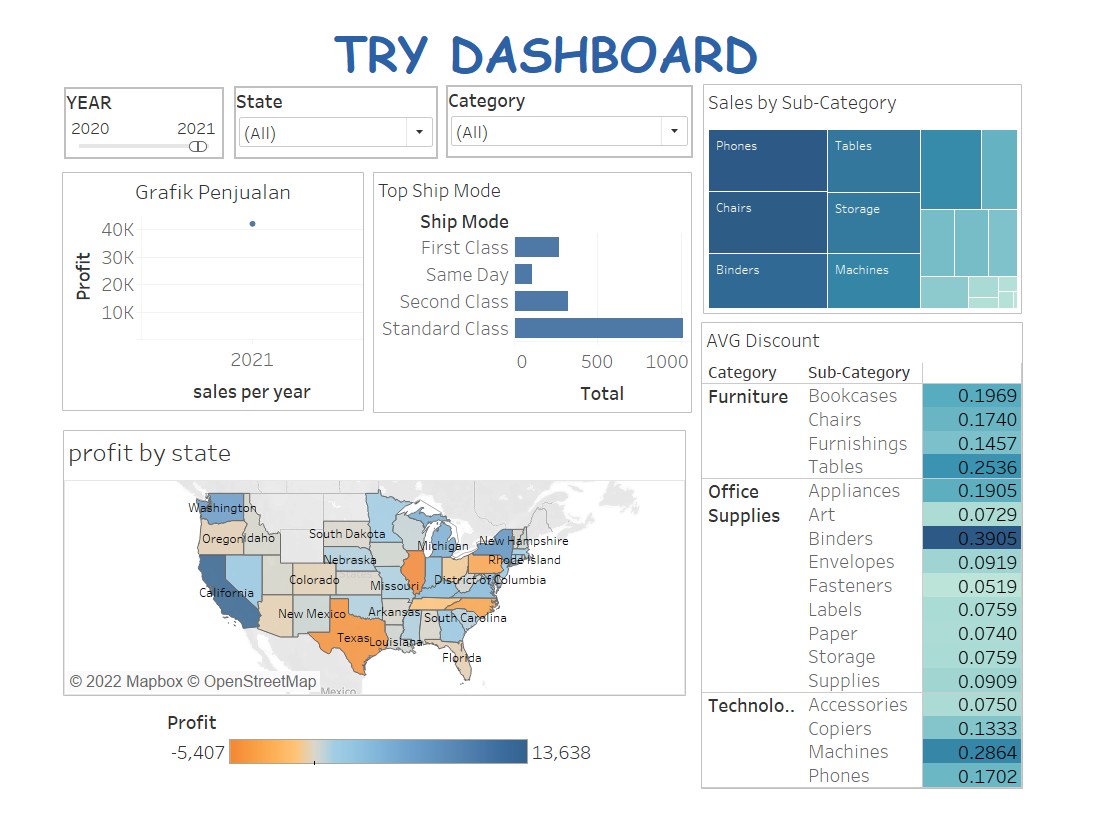 TRY DASHBOARD
YEAR
2020 2021
State
(All)
Category
(All)
Sales by Sub-Category
Phones
Tables
Chairs
Storage
Binders
Machines
Grafik Penjualan
Profit
40K
30K
20K
10K
2021
sales per year
Top Ship Mode
Ship Mode
First Class
Same Day
Second Class
Standard Class
0 500 1000
Total
AVG Discount
Category Sub-Category
Furniture Bookcases 0.1969
Chairs 0.1740
Furnishings 0.1457
Tables 0.2536
Office Supplies Appliances 0.1905
Art 0.0729
Binders 0.3905
Envelopes 0.0919
Fasteners 0.0519
Labels 0.0759
Paper 0.0740
Storage 0.0759
Supplies 0.0909
Technolo.. Accessories 0.0750
Copiers 0.1333
Machines 0.2864
Phones 0.1702
profit by state
Washington
Oregon Idaho
South Dakota
Michigan
New Hampshire
Nebraska
Rhode Island
Colorado
Missouri
District of Columbia
California
New Mexico
Arkansas
South Carolina
Texas
Louisiana
Florida
Mexico
© 2022 Mapbox © OpenStreetMap
Profit
-5,407 13,638